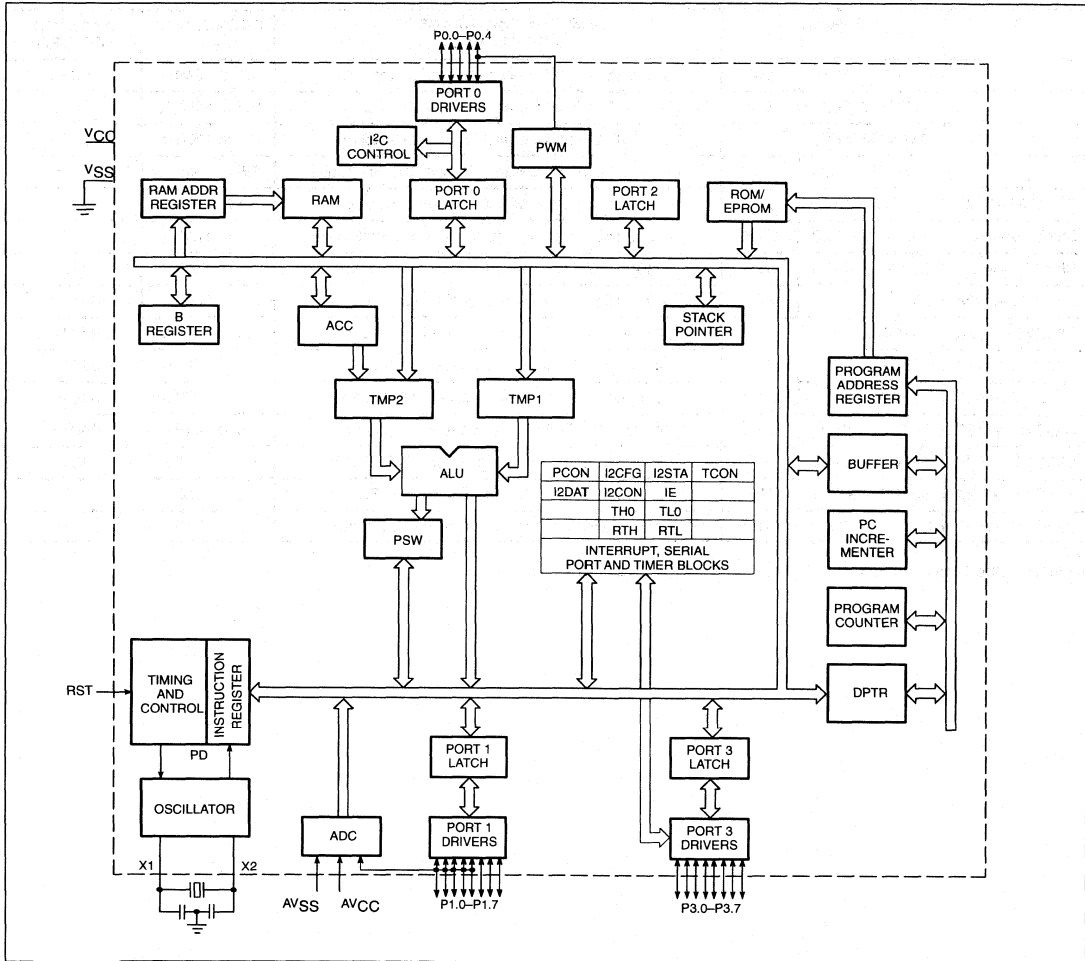 P0.0–P0.4
PORT 0
DRIVERS
VCC
I²C
CONTROL
PWM
VSS
RAM ADDR
REGISTER
RAM
PORT 0
LATCH
PORT 2
LATCH
ROM/
EPROM
B
REGISTER
ACC
STACK
POINTER
PROGRAM
ADDRESS
REGISTER
TMP2
TMP1
ALU
BUFFER
PCON I2CFG I2STA TCON
I2DAT I2CON IE
TH0 TL0
RTH RTL
INTERRUPT, SERIAL
PORT AND TIMER BLOCKS
PSW
PC
INCRE-
MENTER
PROGRAM
COUNTER
RST
TIMING
AND
CONTROL
INSTRUCTION
REGISTER
DPTR
PD
PORT 1
LATCH
PORT 3
LATCH
OSCILLATOR
ADC
PORT 1
DRIVERS
PORT 3
DRIVERS
X1
X2
AVSS
AVCC
P1.0–P1.7
P3.0–P3.7